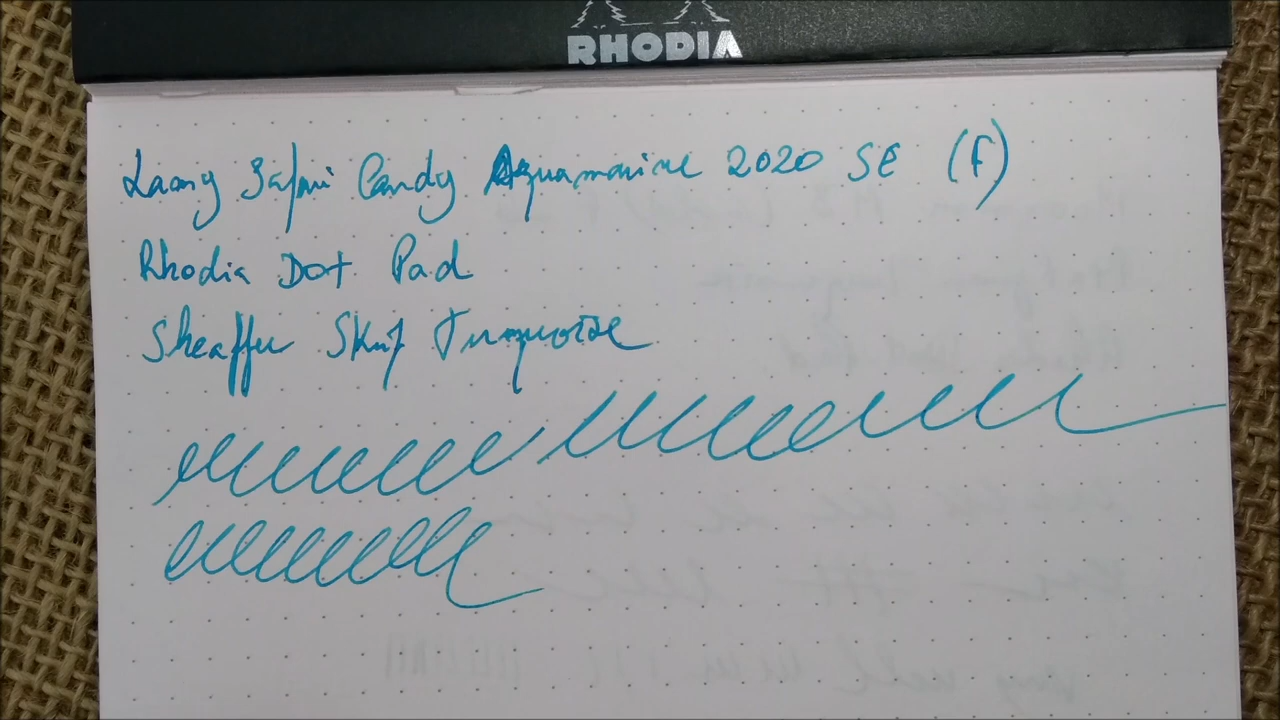 RHODIA
Lamy Safari Candy Aquamarine 2020 SE (F)
Rhodia Dot Pad
Sheaffer Skrip Turquoise